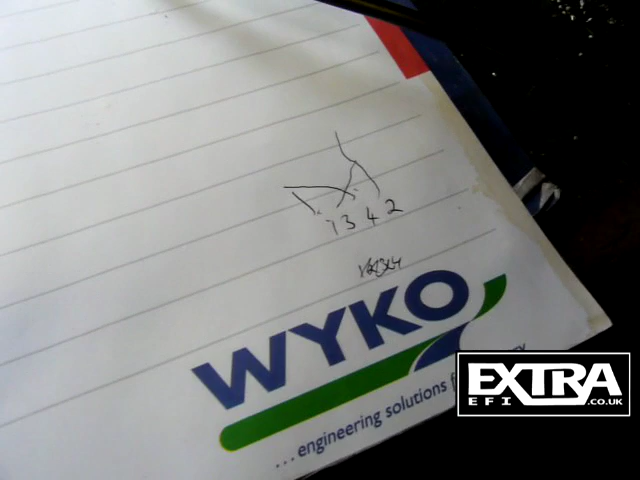 1 3 4 2
WYKO
...engineering solutions
EXTRA
EFI .CO.UK